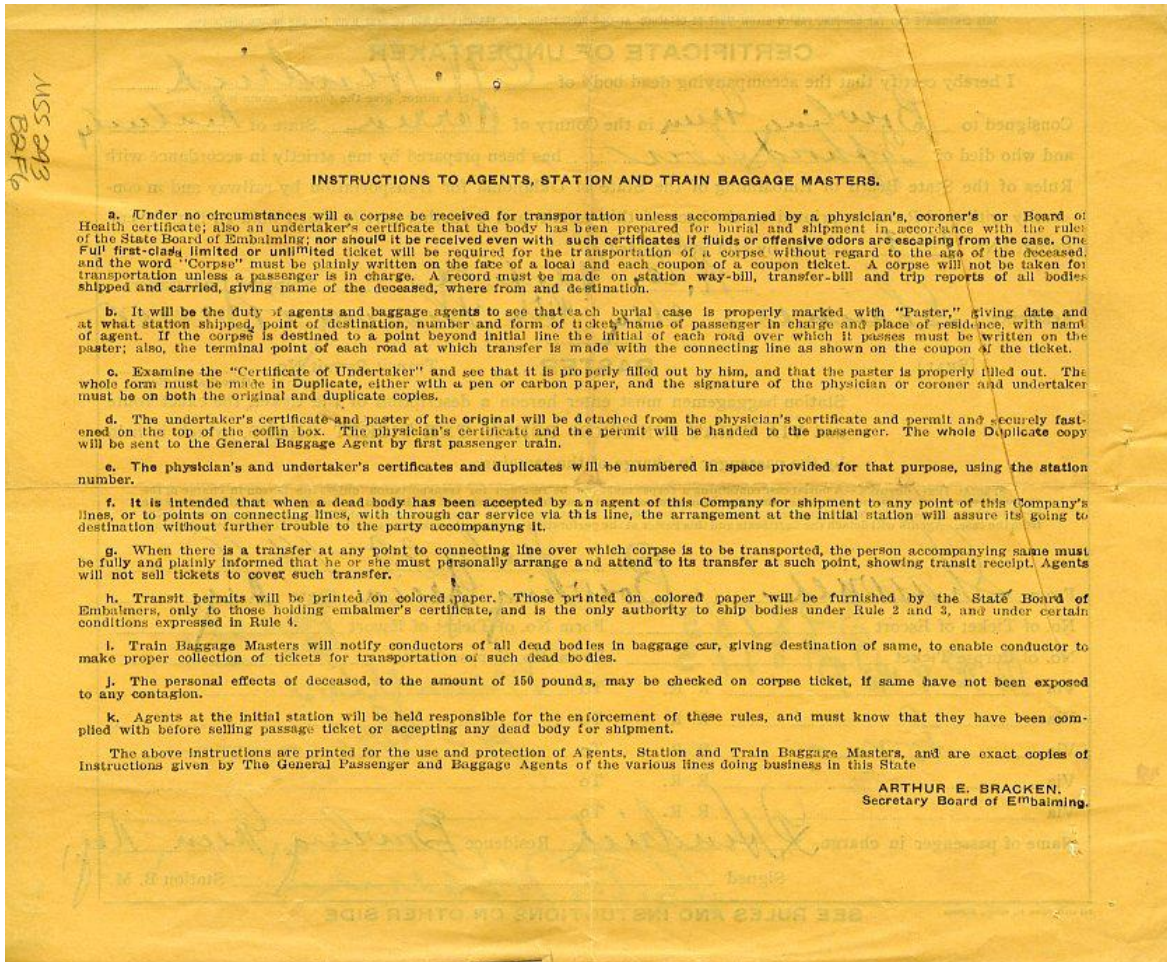 MSS 293
B2F6
INSTRUCTIONS TO AGENTS, STATION AND TRAIN BAGGAGE MASTERS.
a. Under no circumstances will a corpse be received for transportation unless accompanied by a physician's, coroner's or Board of
Health certificate; also an undertaker's certificate that the body has been prepared for burial and shipment in accordance with the rules
of the State Board of Embalming; nor should it be received even with such certificates if fluids or offensive odors are escaping from the case. One
Full first-class limited or unlimited ticket will be required for the transportation of a corpse without regard to the age of the deceased,
and the word "Corpse" must be plainly written on the face of a local and each coupon of a coupon ticket. A corpse will not be taken for
transportation unless a passenger is in charge. A record must be made on station way-bill, transfer-bill and trip reports of all bodies
shipped and carried, giving name of the deceased, where from and destination.
b. It will be the duty of agents and baggage agents to see that each burial case is properly marked with "Paster," giving date and
at what station shipped, point of destination, number and form of ticket, name of passenger in charge and place of residence, with name
of agent. If the corpse is destined to a point beyond initial line the initial of each road over which it passes must be written on the
paster; also, the terminal point of each road at which transfer is made with the connecting line as shown on the coupon of the ticket.
c. Examine the "Certificate of Undertaker" and see that it is properly filled out by him, and that the paster is properly filled out. The
whole form must be made in Duplicate, either with a pen or carbon paper, and the signature of the physician or coroner and undertaker
must be on both the original and duplicate copies.
d. The undertaker's certificate and paster of the original will be detached from the physician's certificate and permit and securely fast-
ened on the top of the coffin box. The physician's certificate and the permit will be handed to the passenger. The whole Duplicate copy
will be sent to the General Baggage Agent by first passenger train.
e. The physician's and undertaker's certificates and duplicates will be numbered in space provided for that purpose, using the station
number.
f. It is intended that when a dead body has been accepted by an agent of this Company for shipment to any point of this Company's
lines, or to points on connecting lines, with through car service via this line, the arrangement at the initial station will assure its going to
destination without further trouble to the party accompanyng it.
g. When there is a transfer at any point to connecting line over which corpse is to be transported, the person accompanying same must
be fully and plainly informed that he or she must personally arrange and attend to its transfer at such point, showing transit receipt. Agents
will not sell tickets to cover such transfer.
h. Transit permits will be printed on colored paper. Those printed on colored paper will be furnished by the State Board of
Embalmers, only to those holding embalmer's certificate, and is the only authority to ship bodies under Rule 2 and 3, and under certain
conditions expressed in Rule 4.
i. Train Baggage Masters will notify conductors of all dead bodies in baggage car, giving destination of same, to enable conductor to
make proper collection of tickets for transportation of such dead bodies.
j. The personal effects of deceased, to the amount of 150 pounds, may be checked on corpse ticket, if same have not been exposed
to any contagion.
k. Agents at the initial station will be held responsible for the enforcement of these rules, and must know that they have been com-
plied with before selling passage ticket or accepting any dead body for shipment.
The above instructions are printed for the use and protection of Agents, Station and Train Baggage Masters, and are exact copies of
Instructions given by The General Passenger and Baggage Agents of the various lines doing business in this State
ARTHUR E. BRACKEN.
Secretary Board of Embalming.